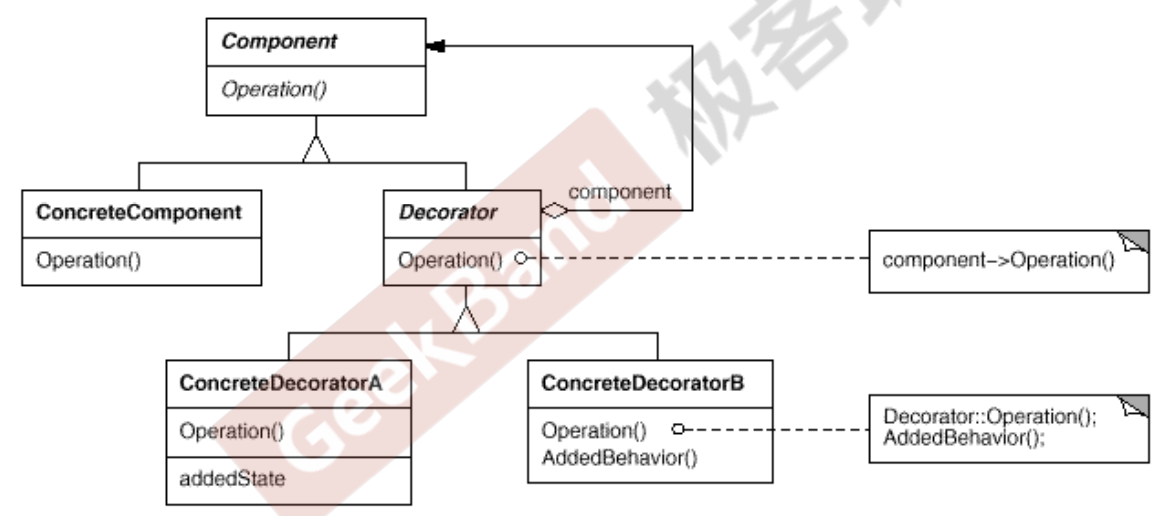 Component
Operation()
component
ConcreteComponent
Operation()
Decorator
Operation()
component->Operation()
ConcreteDecoratorA
Operation()
addedState
ConcreteDecoratorB
Operation()
AddedBehavior()
Decorator::Operation();
AddedBehavior();
GeekBand
极客